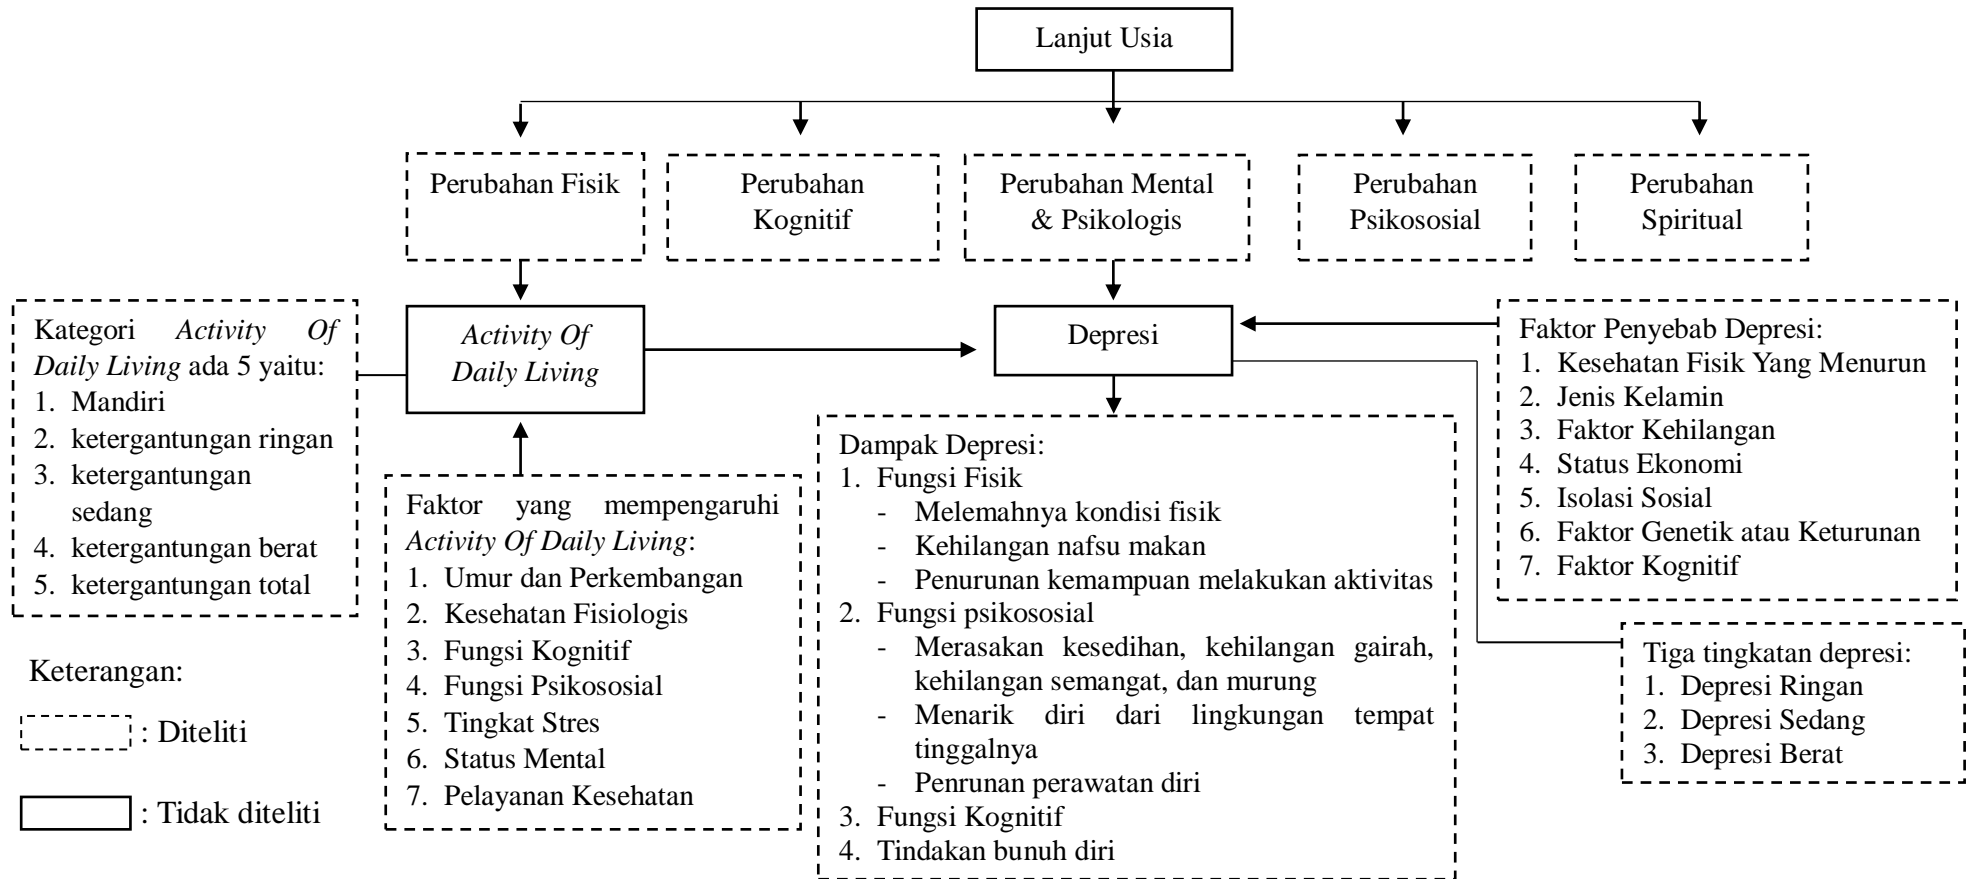 Lanjut Usia
Perubahan Fisik
Perubahan
Kognitif
Perubahan Mental
& Psikologis
Perubahan
Psikososial
Perubahan
Spiritual
Kategori Activity Of
Daily Living ada 5 yaitu:
1. Mandiri
2. ketergantungan ringan
3. ketergantungan
sedang
4. ketergantungan berat
5. ketergantungan total
Activity Of
Daily Living
Depresi
Faktor Penyebab Depresi:
1. Kesehatan Fisik Yang Menurun
2. Jenis Kelamin
3. Faktor Kehilangan
4. Status Ekonomi
5. Isolasi Sosial
6. Faktor Genetik atau Keturunan
7. Faktor Kognitif
Faktor yang mempengaruhi
Activity Of Daily Living:
1. Umur dan Perkembangan
2. Kesehatan Fisiologis
3. Fungsi Kognitif
4. Fungsi Psikososial
5. Tingkat Stres
6. Status Mental
7. Pelayanan Kesehatan
Dampak Depresi:
1. Fungsi Fisik
- Melemahnya kondisi fisik
- Kehilangan nafsu makan
- Penurunan kemampuan melakukan aktivitas
2. Fungsi psikososial
- Merasakan kesedihan, kehilangan gairah,
kehilangan semangat, dan murung
- Menarik diri dari lingkungan tempat
tinggalnya
- Penrunan perawatan diri
3. Fungsi Kognitif
4. Tindakan bunuh diri
Tiga tingkatan depresi:
1. Depresi Ringan
2. Depresi Sedang
3. Depresi Berat
Keterangan:
: Diteliti
: Tidak diteliti